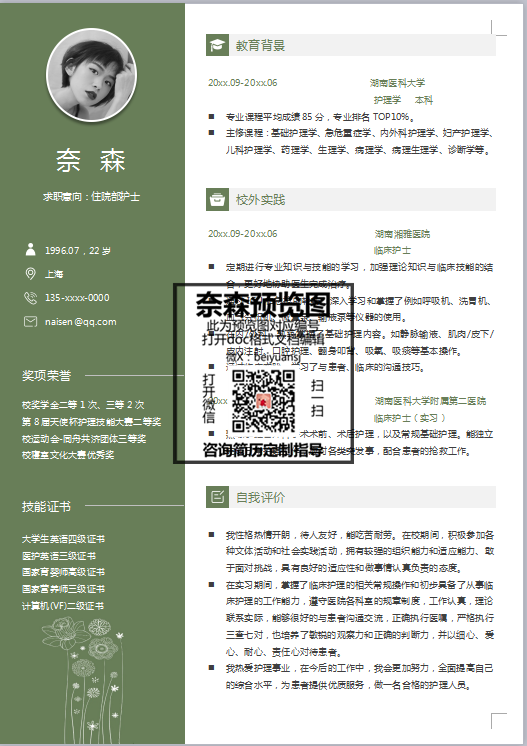 奈 森
求职意向：住院部护士
1996.07，22 岁
上海
135-xxxx-0000
naisen @qq.com
奖项荣誉
校奖学金二等 1 次、三等 2 次
第 8 届天使杯护理技能大赛二等奖
校运动会-同舟共济团体三等奖
校寝室文化大赛优秀奖
技能证书
大学生英语四级证书
医护英语三级证书
国家育婴师高级证书
国家营养师三级证书
计算机(VF)二级证书
教育背景
20xx.09-20xx.06 湖南医科大学
护理学 本科
专业课程平均成绩 85 分，专业排名 TOP10%。
主修课程：基础护理学、急危重症学、内外科护理学、妇产护理学、
儿科护理学、药理学、生理学、病理学、病理生理学、诊断学等。
校外实践
20xx.09-20xx.06 湖南湘雅医院
临床护士
定期进行专业知识与技能的学习，加强理论知识与临床技能的结
合，更好地协助医生完成治疗。
深入学习和掌握了例如呼吸机、洗胃机、
输液泵等仪器的使用。
基础护理内容。如静脉输液、肌肉/皮下/
皮内注射、口腔护理、翻身叩背、吸氧、吸痰等基本操作。
学习了与患者、临床的沟通技巧。
湖南医科大学附属第二医院
临床护士（实习）
术术前、术后护理，以及常规基础护理。能独立
对各类突发事，配合患者的抢救工作。
奈森预览图
此为预览图对应编号
打开doc格式文档编辑
微X：beiyuansj
打开微信
扫一扫
咨询简历定制指导
自我评价
我性格热情开朗，待人友好，能吃苦耐劳。在校期间，积极参加各
种文体活动和社会实践活动，拥有较强的组织能力和适应能力、敢
于面对挑战，具有良好的适应性和做事情认真负责的态度。
在实习期间，掌握了临床护理的相关常规操作和初步具备了从事临
床护理的工作能力，遵守医院各科室的规章制度，工作认真，理论
联系实际，能够很好的与患者沟通交流，正确执行医嘱，严格执行
三查七对，也培养了敏锐的观察力和正确的判断力，并以细心、爱
心、耐心、责任心对待患者。
我热爱护理事业，在今后的工作中，我会更加努力，全面提高自己
的综合水平，为患者提供优质服务，做一名合格的护理人员。